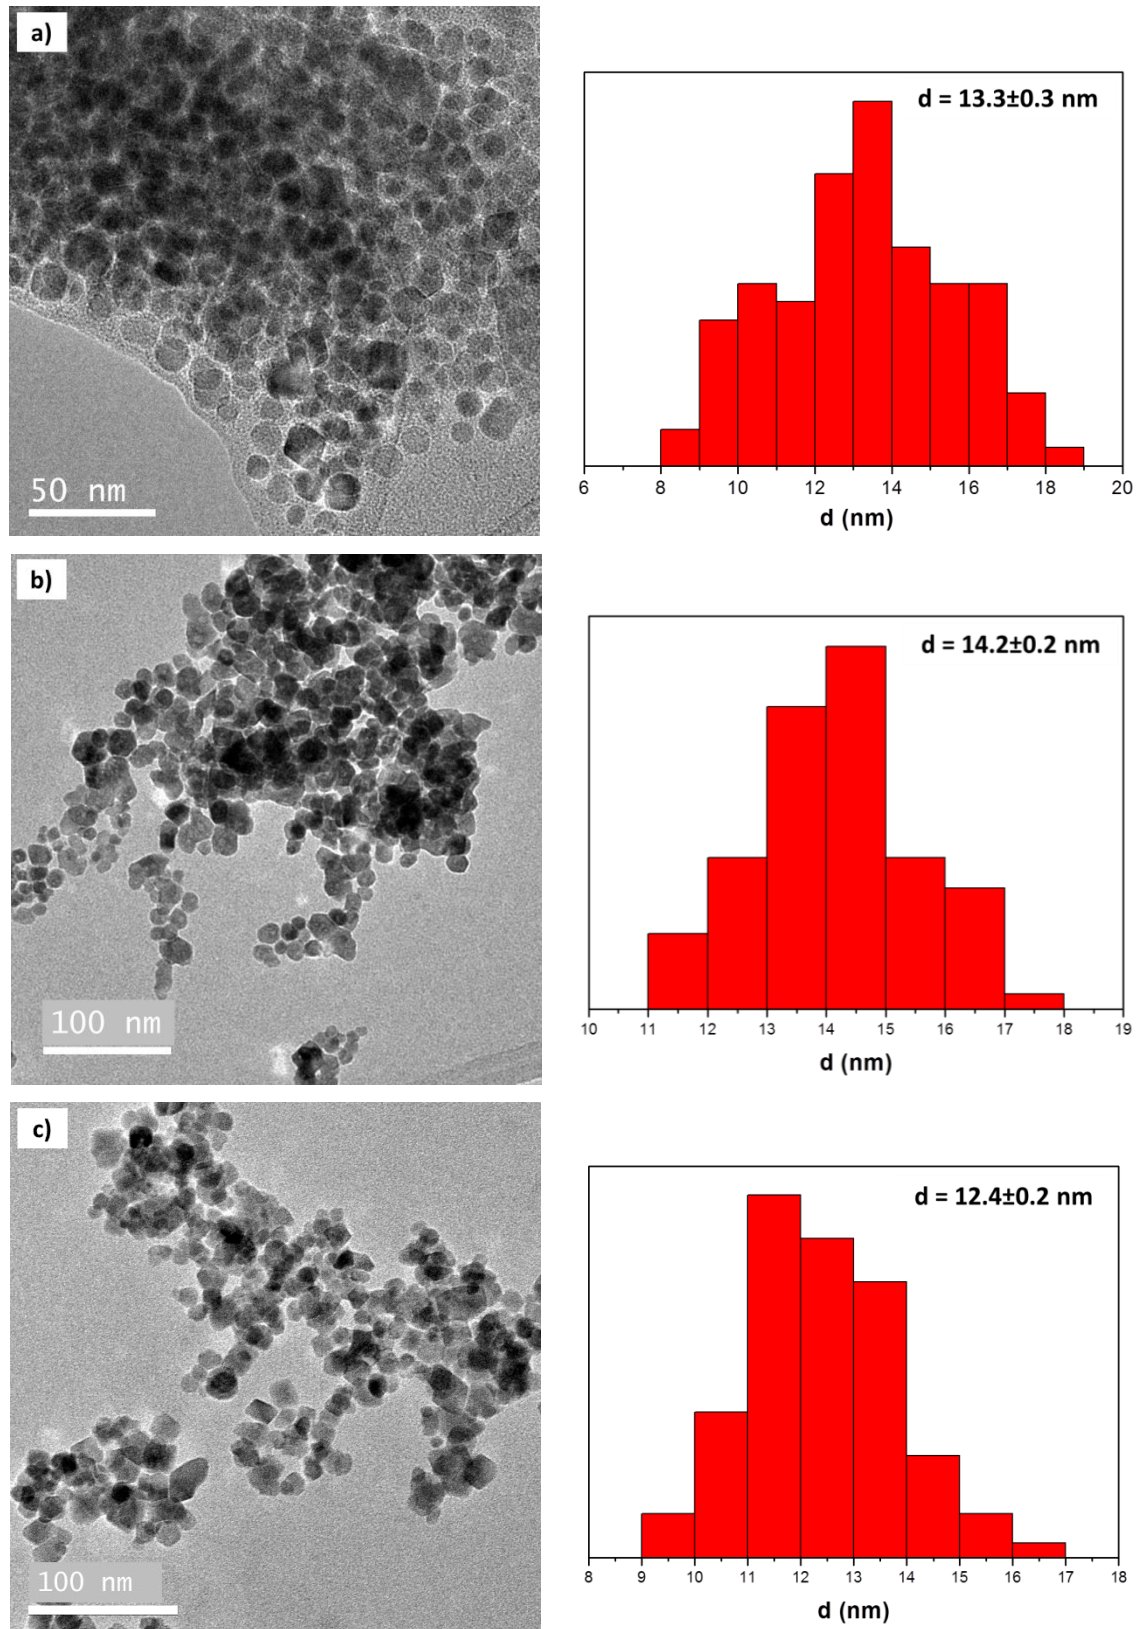 a)
50 nm
d = 13.3±0.3 nm
6 8 10 12 14 16 18 20
d (nm)
b)
100 nm
d = 14.2±0.2 nm
10 11 12 13 14 15 16 17 18 19
d (nm)
c)
100 nm
d = 12.4±0.2 nm
8 9 10 11 12 13 14 15 16 17 18
d (nm)